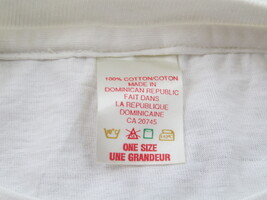 100% COTTON/COTON
MADE IN
DOMINICAN REPUBLIC
FAIT DANS
LA REPUBLIQUE
DOMINICAINE
CA 20745
ONE SIZE
UNE GRANDEUR